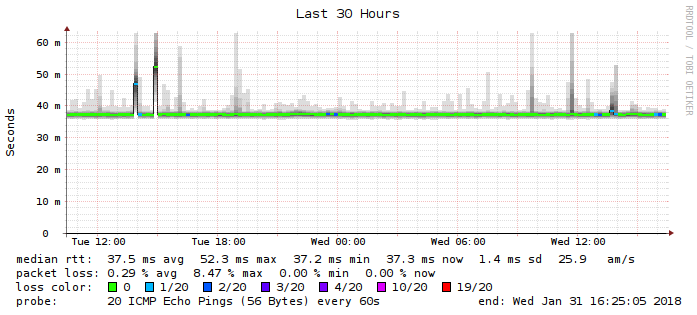 Last 30 Hours
RRDTOOL / TOBI OETIKER
Seconds
60 m
50 m
40 m
30 m
20 m
10 m
0
Tue 12:00 Tue 18:00 Wed 00:00 Wed 06:00 Wed 12:00
median rtt: 37.5 ms avg 52.3 ms max 37.2 ms min 37.3 ms now 1.4 ms sd 25.9 am/s
packet loss: 0.29 % avg 8.47 % max 0.00 % min 0.00 % now
loss color: 0 1/20 2/20 3/20 4/20 10/20 19/20
probe: 20 ICMP Echo Pings (56 Bytes) every 60s end: Wed Jan 31 16:25:05 2018